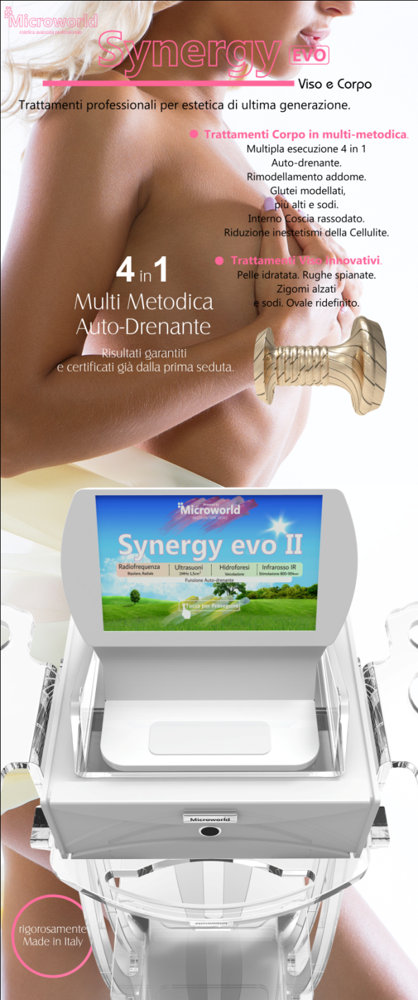 os
Microworld
estetica avanzata professionale
Synergy EVO
Viso e Corpo
Trattamenti professionali per estetica di ultima generazione.
Trattamenti Corpo in multi-metodica.
Multipla esecuzione 4 in 1
Auto-drenante.
Rimodellamento addome.
Glutei modellati,
più alti e sodi.
Interno Coscia rassodato.
Riduzione inestetismi della Cellulite.
Trattamenti Viso innovativi.
Pelle idratata. Rughe spianate.
Zigomi alzati
e sodi. Ovale ridefinito.
4 in 1
Multi Metodica
Auto-Drenante
Risultati garantiti
e certificati già dalla prima seduta.
Microworld
Synergy evo II
Radiofrequenza Ultrasuoni Hidroforesi Infrarosso IR
Bipolare, Radiale 1MHz 1,5cm² Veicolazione Stimolazione 800-904nm
Funzione Auto-drenante
Tocca per Proseguire
Microworld
Microworld
rigorosamente
Made in Italy